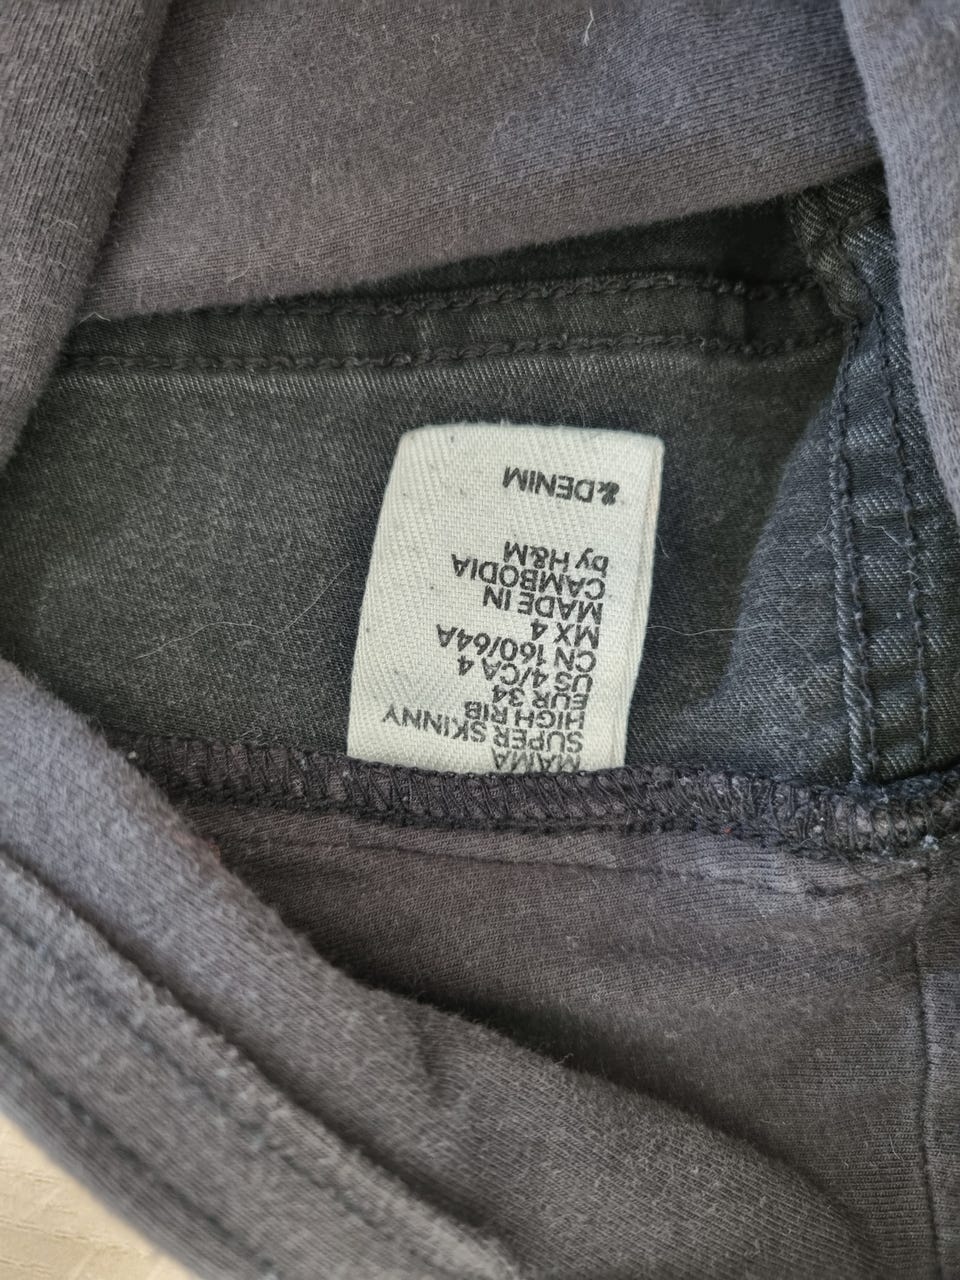 MAMA
SUPER SKINNY
HIGH RIB
EUR 34
US 4/CA 4
CN 160/64A
MX 4
MADE IN
CAMBODIA
by H&M
&DENIM